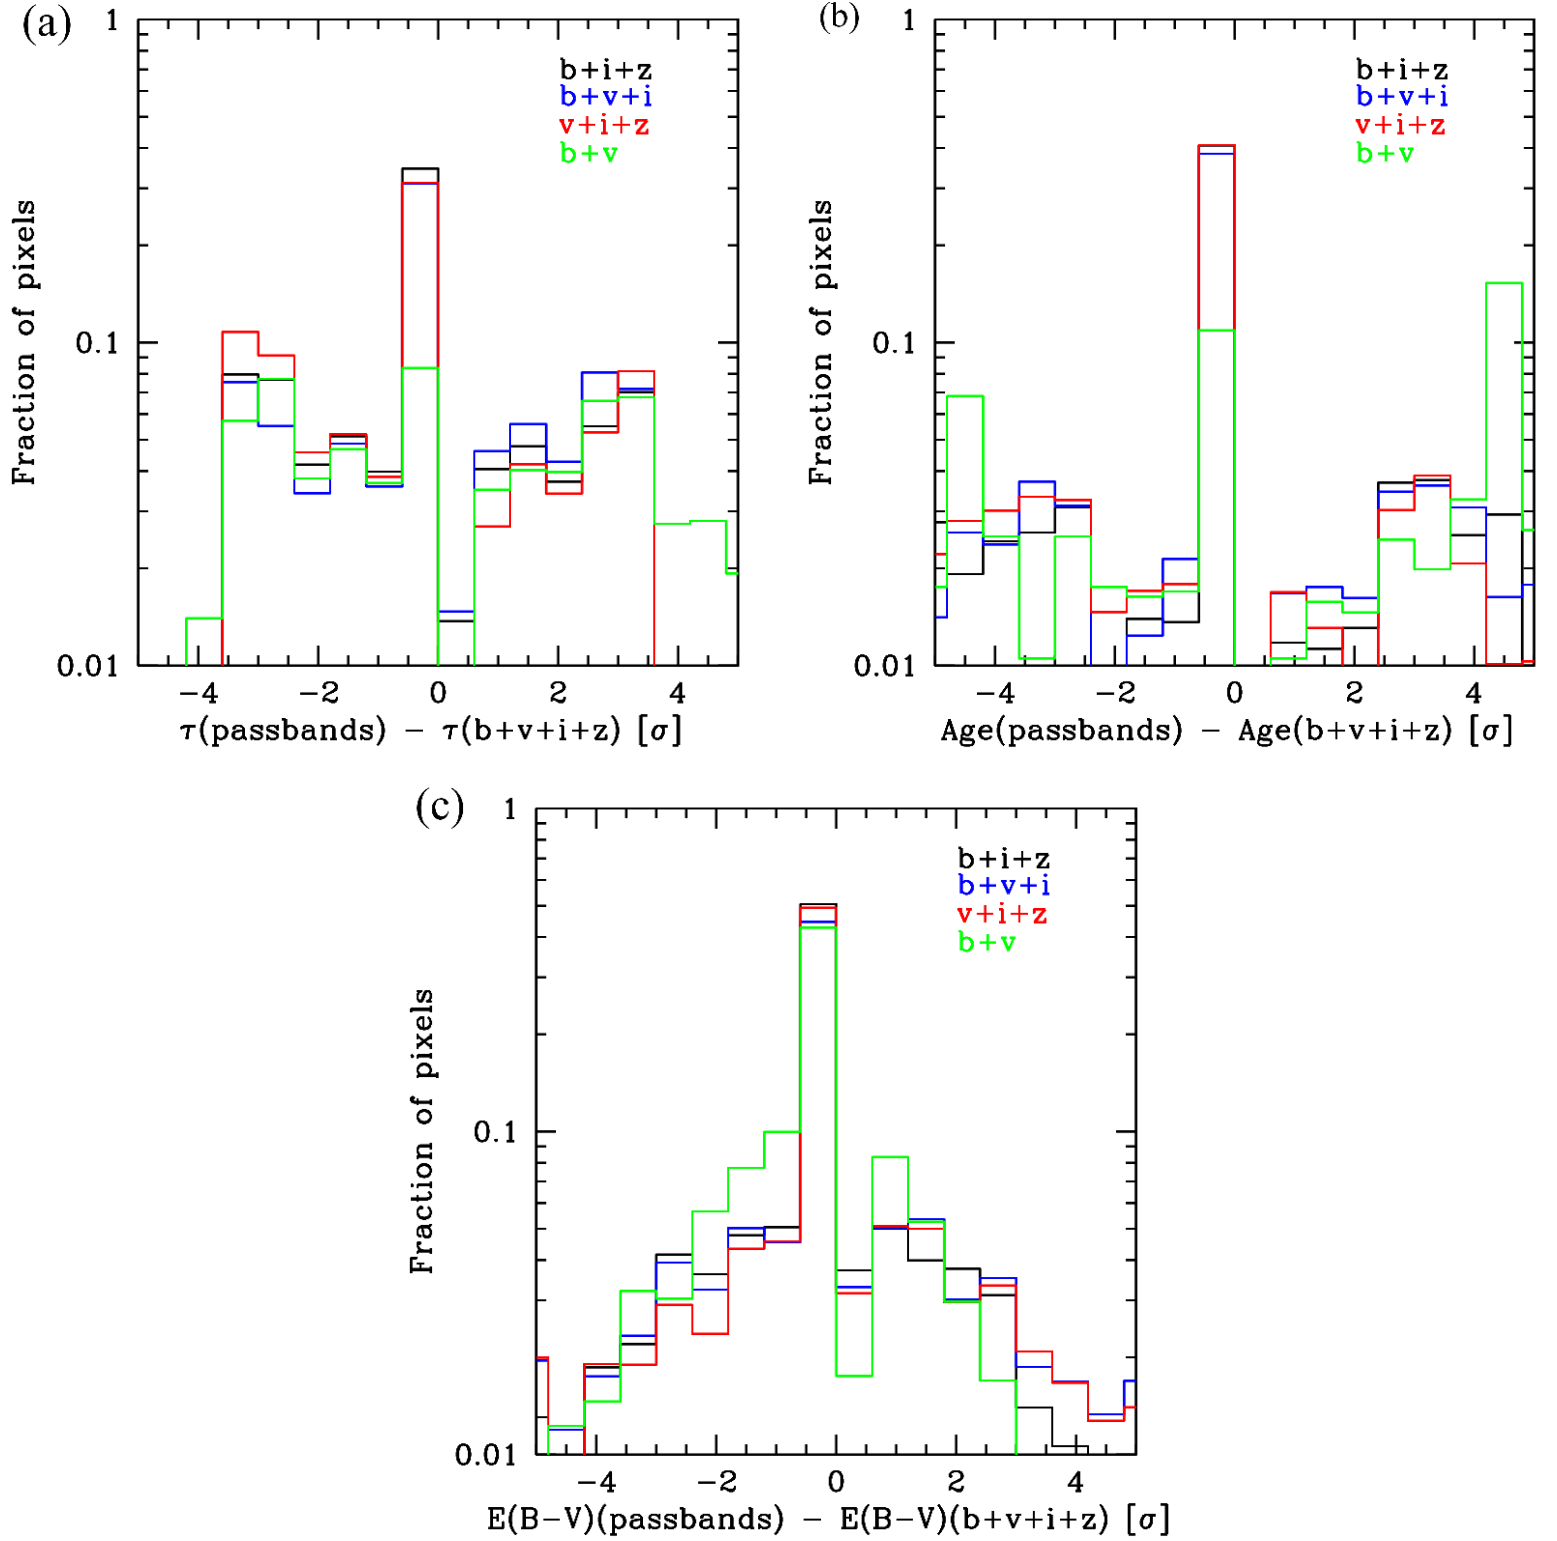 (a)
1
0.1
0.01
Fraction of pixels
b+i+z
b+v+i
v+i+z
b+v
−4 −2 0 2 4
τ(passbands) − τ(b+v+i+z) [σ]
(b)
1
0.1
0.01
Fraction of pixels
b+i+z
b+v+i
v+i+z
b+v
−4 −2 0 2 4
Age(passbands) − Age(b+v+i+z) [σ]
(c)
1
0.1
0.01
Fraction of pixels
b+i+z
b+v+i
v+i+z
b+v
−4 −2 0 2 4
E(B−V)(passbands) − E(B−V)(b+v+i+z) [σ]